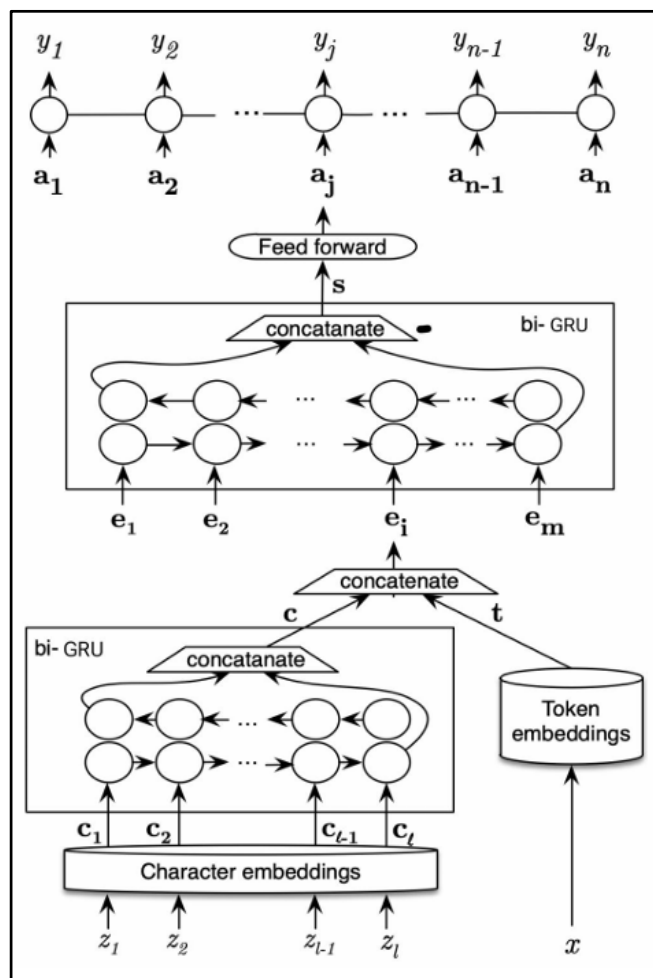 y1 y2 yj yn-1 yn
... ...
a1 a2 aj an-1 an
Feed forward
s
concatanate bi- GRU
... ...
... ...
e1 e2 ei em
concatenate
c t
bi- GRU
concatanate
...
...
Token
embeddings
c1 c2 cℓ-1 cℓ
Character embeddings
z1 z2 zl-1 zl x